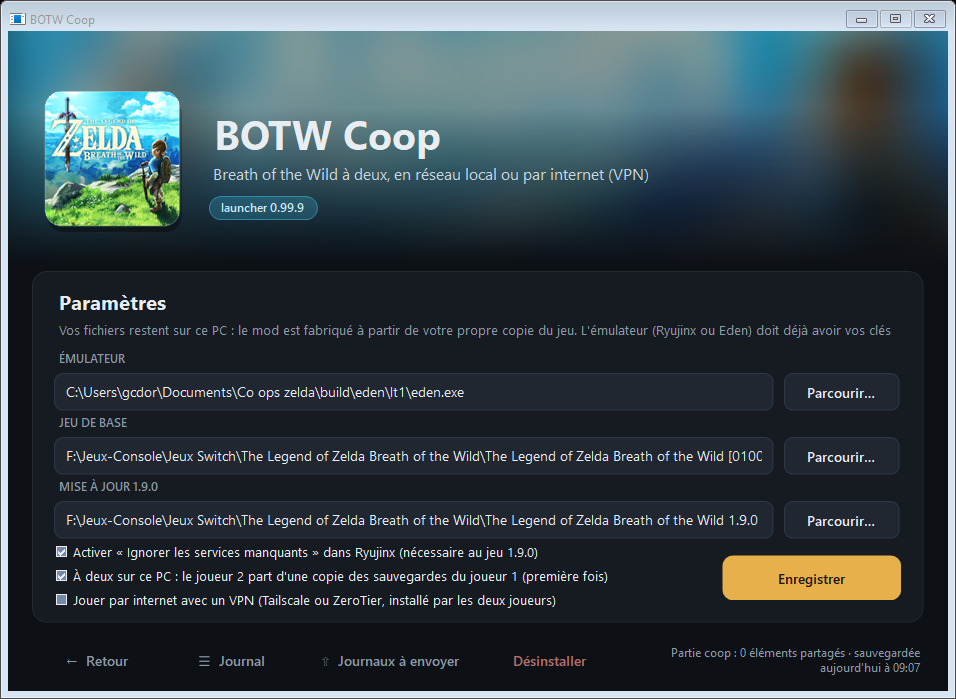 BOTW Coop
THE LEGEND OF
ZELDA
BREATH OF THE WILD
BOTW Coop
Breath of the Wild à deux, en réseau local ou par internet (VPN)
launcher 0.99.9
Paramètres
Vos fichiers restent sur ce PC : le mod est fabriqué à partir de votre propre copie du jeu. L'émulateur (Ryujinx ou Eden) doit déjà avoir vos clés
ÉMULATEUR
C:\Users\gcdor\Documents\Co ops zelda\build\eden\lt1\eden.exe
Parcourir...
JEU DE BASE
F:\Jeux-Console\Jeux Switch\The Legend of Zelda Breath of the Wild\The Legend of Zelda Breath of the Wild [0100
Parcourir...
MISE À JOUR 1.9.0
F:\Jeux-Console\Jeux Switch\The Legend of Zelda Breath of the Wild\The Legend of Zelda Breath of the Wild 1.9.0
Parcourir...
Activer « Ignorer les services manquants » dans Ryujinx (nécessaire au jeu 1.9.0)
À deux sur ce PC : le joueur 2 part d'une copie des sauvegardes du joueur 1 (première fois)
Jouer par internet avec un VPN (Tailscale ou ZeroTier, installé par les deux joueurs)
Enregistrer
← Retour
☰ Journal
⇧ Journaux à envoyer
Désinstaller
Partie coop : 0 éléments partagés · sauvegardée
aujourd'hui à 09:07